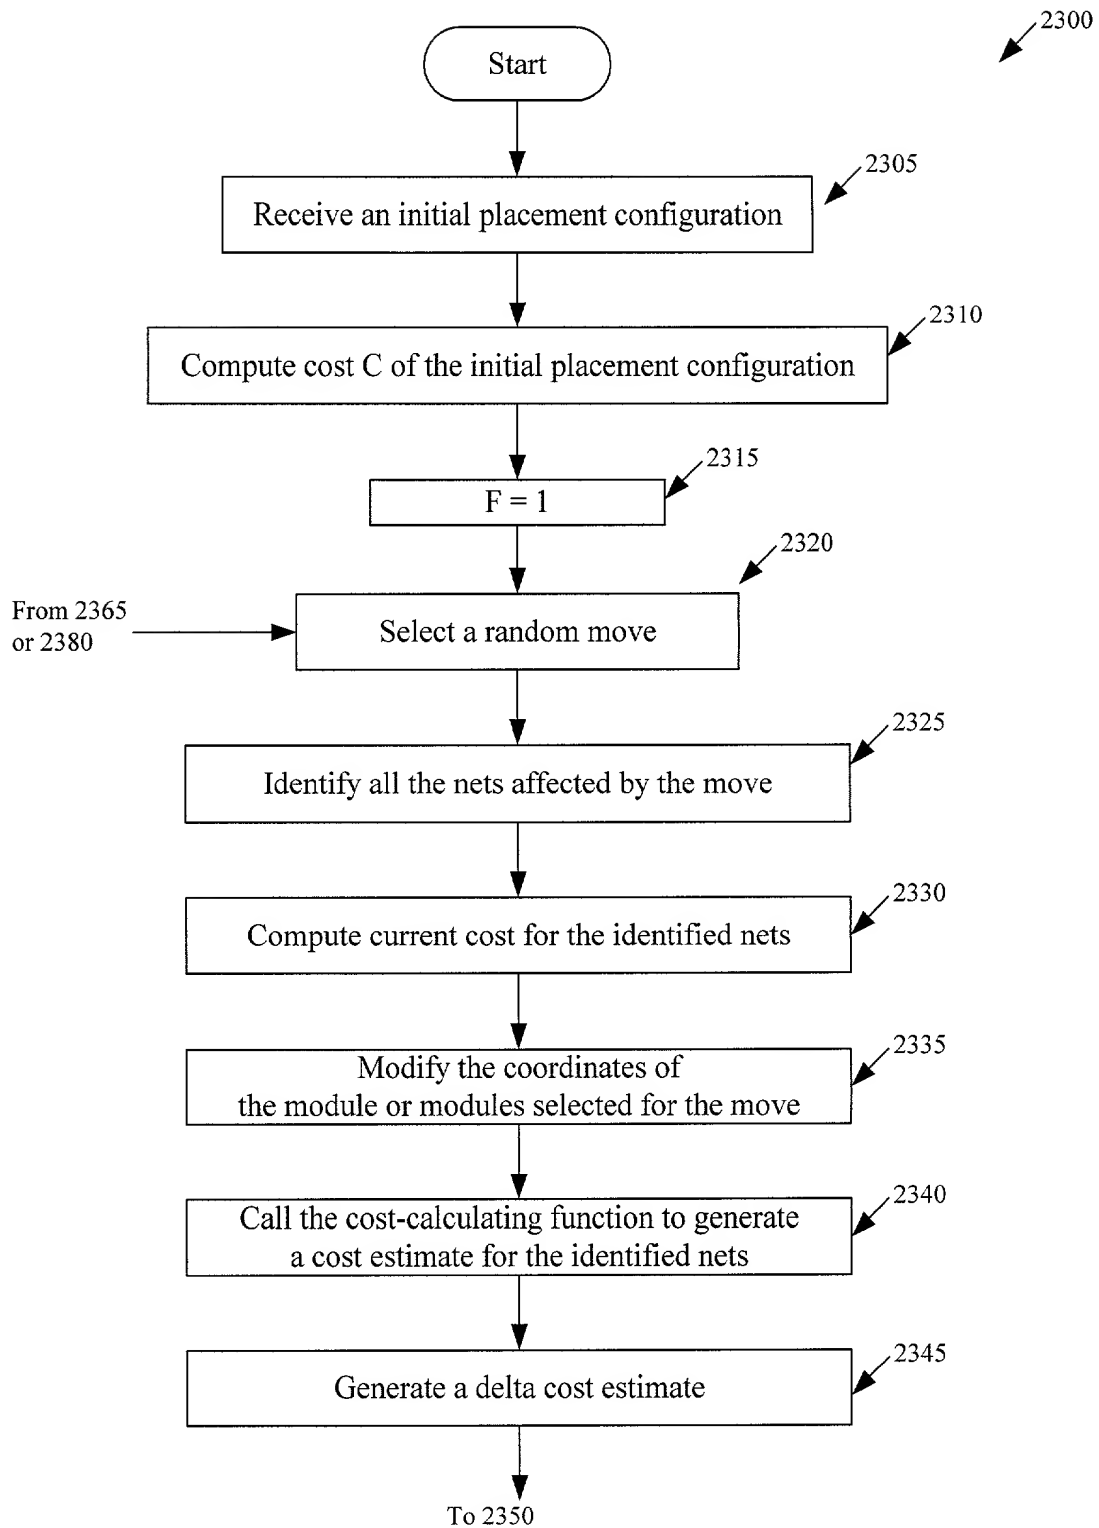 2300
Start
2305
Receive an initial placement configuration
2310
Compute cost C of the initial placement configuration
2315
F = 1
2320
From 2365
or 2380
Select a random move
2325
Identify all the nets affected by the move
2330
Compute current cost for the identified nets
2335
Modify the coordinates of
the module or modules selected for the move
2340
Call the cost-calculating function to generate
a cost estimate for the identified nets
2345
Generate a delta cost estimate
To 2350